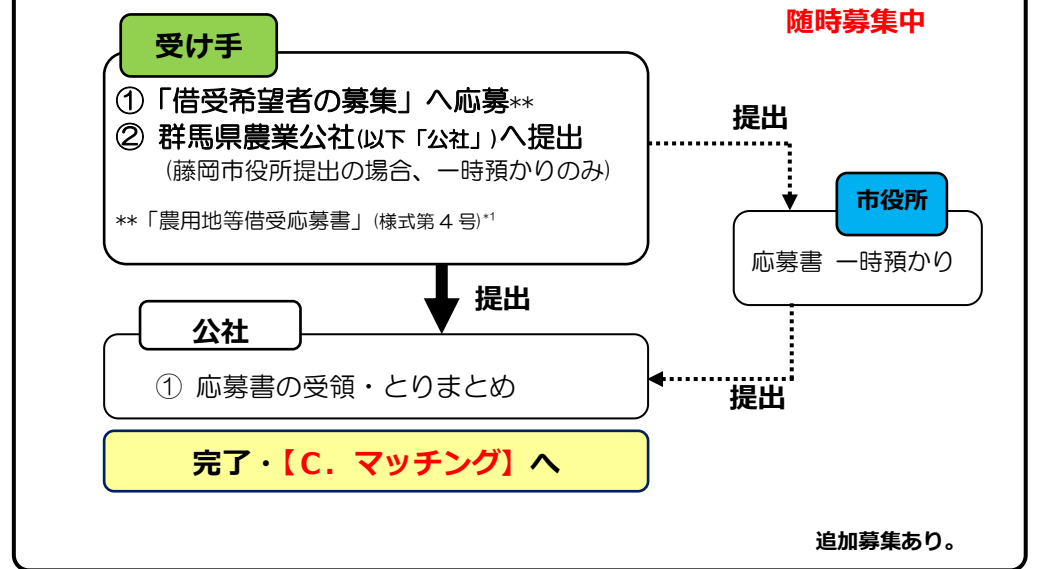 随時募集中
受け手
①「借受希望者の募集」へ応募**
② 群馬県農業公社(以下「公社」)へ提出
(藤岡市役所提出の場合、一時預かりのみ)
**「農用地等借受応募書」(様式第4号)*1
提出
市役所
応募書 一時預かり
提出
公社
① 応募書の受領・とりまとめ
提出
完了・【C. マッチング】へ
追加募集あり。